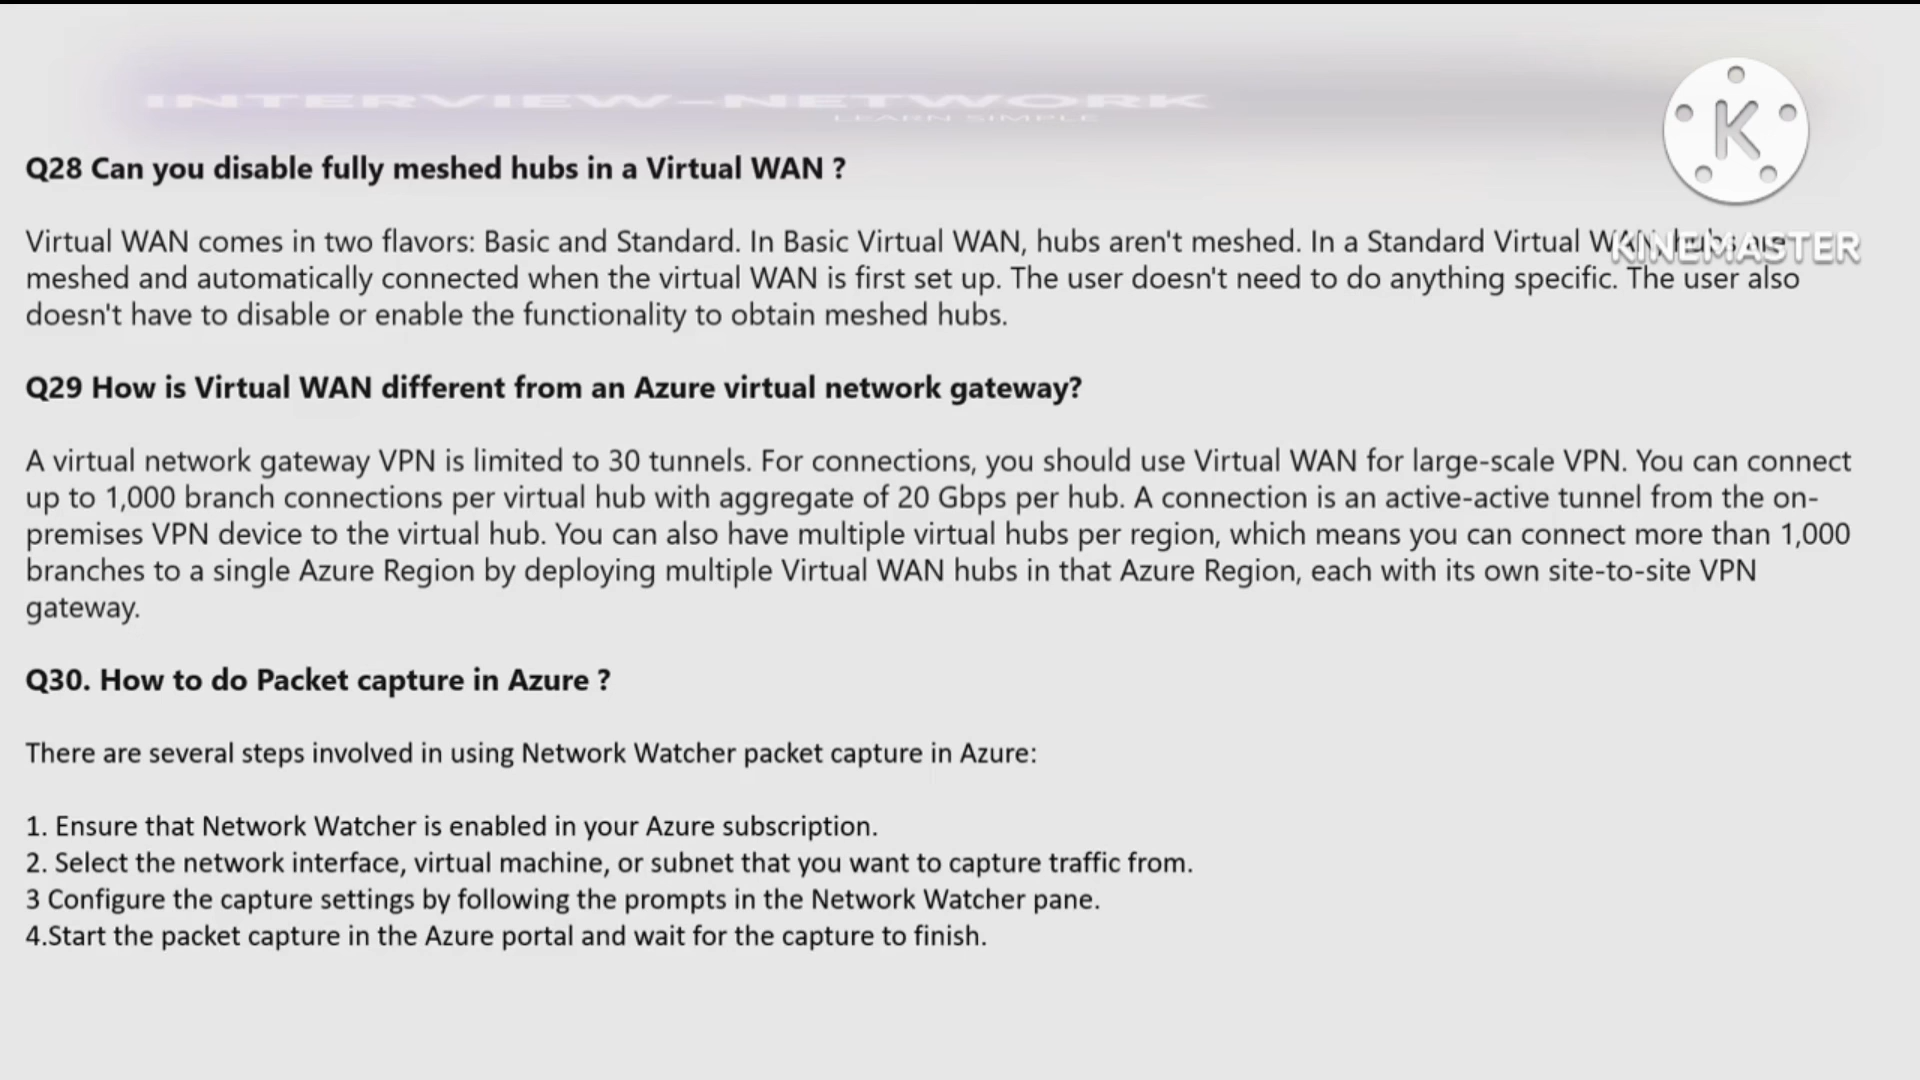 INTERVIEW-NETWORK
LEARN SIMPLE
K
KINEMASTER
Q28 Can you disable fully meshed hubs in a Virtual WAN ?
Virtual WAN comes in two flavors: Basic and Standard. In Basic Virtual WAN, hubs aren't meshed. In a Standard Virtual WAN, hubs are
meshed and automatically connected when the virtual WAN is first set up. The user doesn't need to do anything specific. The user also
doesn't have to disable or enable the functionality to obtain meshed hubs.
Q29 How is Virtual WAN different from an Azure virtual network gateway?
A virtual network gateway VPN is limited to 30 tunnels. For connections, you should use Virtual WAN for large-scale VPN. You can connect
up to 1,000 branch connections per virtual hub with aggregate of 20 Gbps per hub. A connection is an active-active tunnel from the on-
premises VPN device to the virtual hub. You can also have multiple virtual hubs per region, which means you can connect more than 1,000
branches to a single Azure Region by deploying multiple Virtual WAN hubs in that Azure Region, each with its own site-to-site VPN
gateway.
Q30. How to do Packet capture in Azure ?
There are several steps involved in using Network Watcher packet capture in Azure:
1. Ensure that Network Watcher is enabled in your Azure subscription.
2. Select the network interface, virtual machine, or subnet that you want to capture traffic from.
3 Configure the capture settings by following the prompts in the Network Watcher pane.
4.Start the packet capture in the Azure portal and wait for the capture to finish.